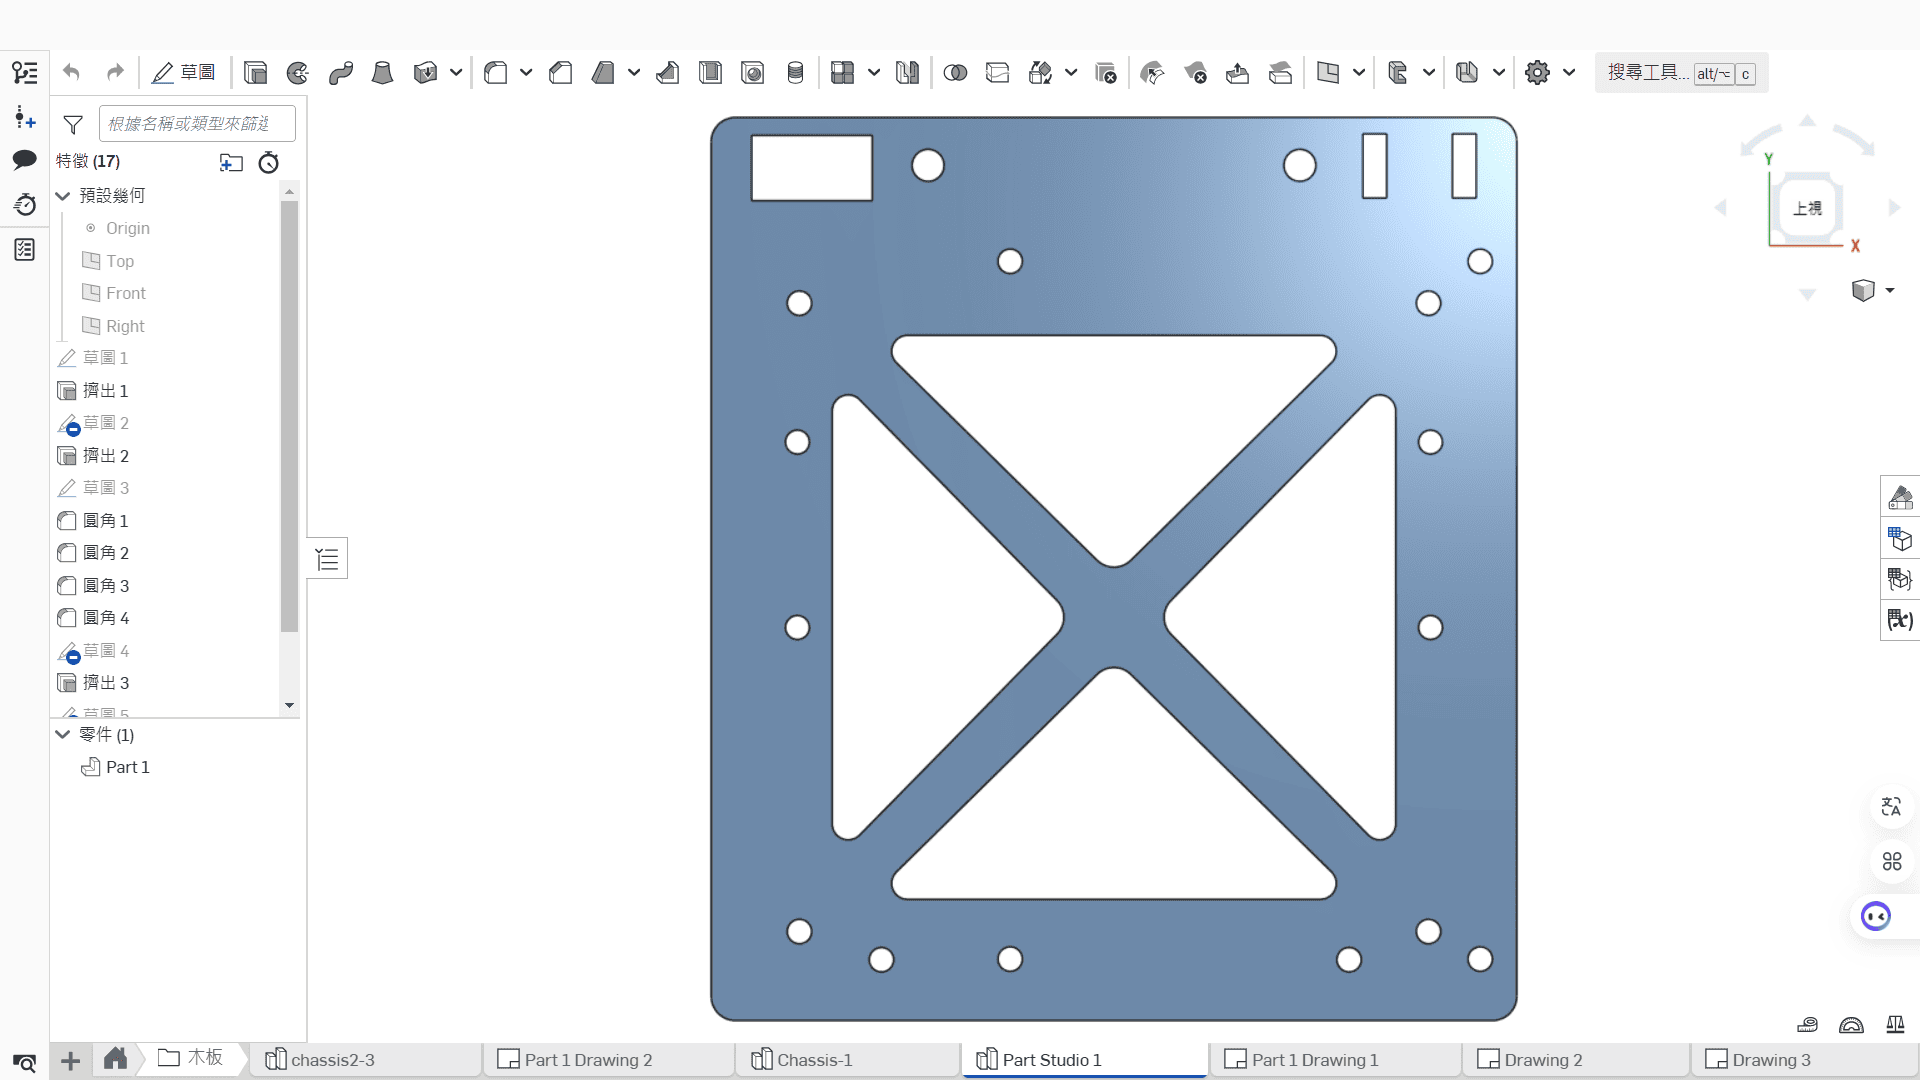 草圖
搜尋工具...
alt/⌥ c
根據名稱或類型來篩選
特徵 (17)
預設幾何
Origin
Top
Front
Right
草圖 1
擠出 1
草圖 2
擠出 2
草圖 3
圓角 1
圓角 2
圓角 3
圓角 4
草圖 4
擠出 3
草圖 5
零件 (1)
Part 1
Y
上視
X
木板
chassis2-3
Part 1 Drawing 2
Chassis-1
Part Studio 1
Part 1 Drawing 1
Drawing 2
Drawing 3